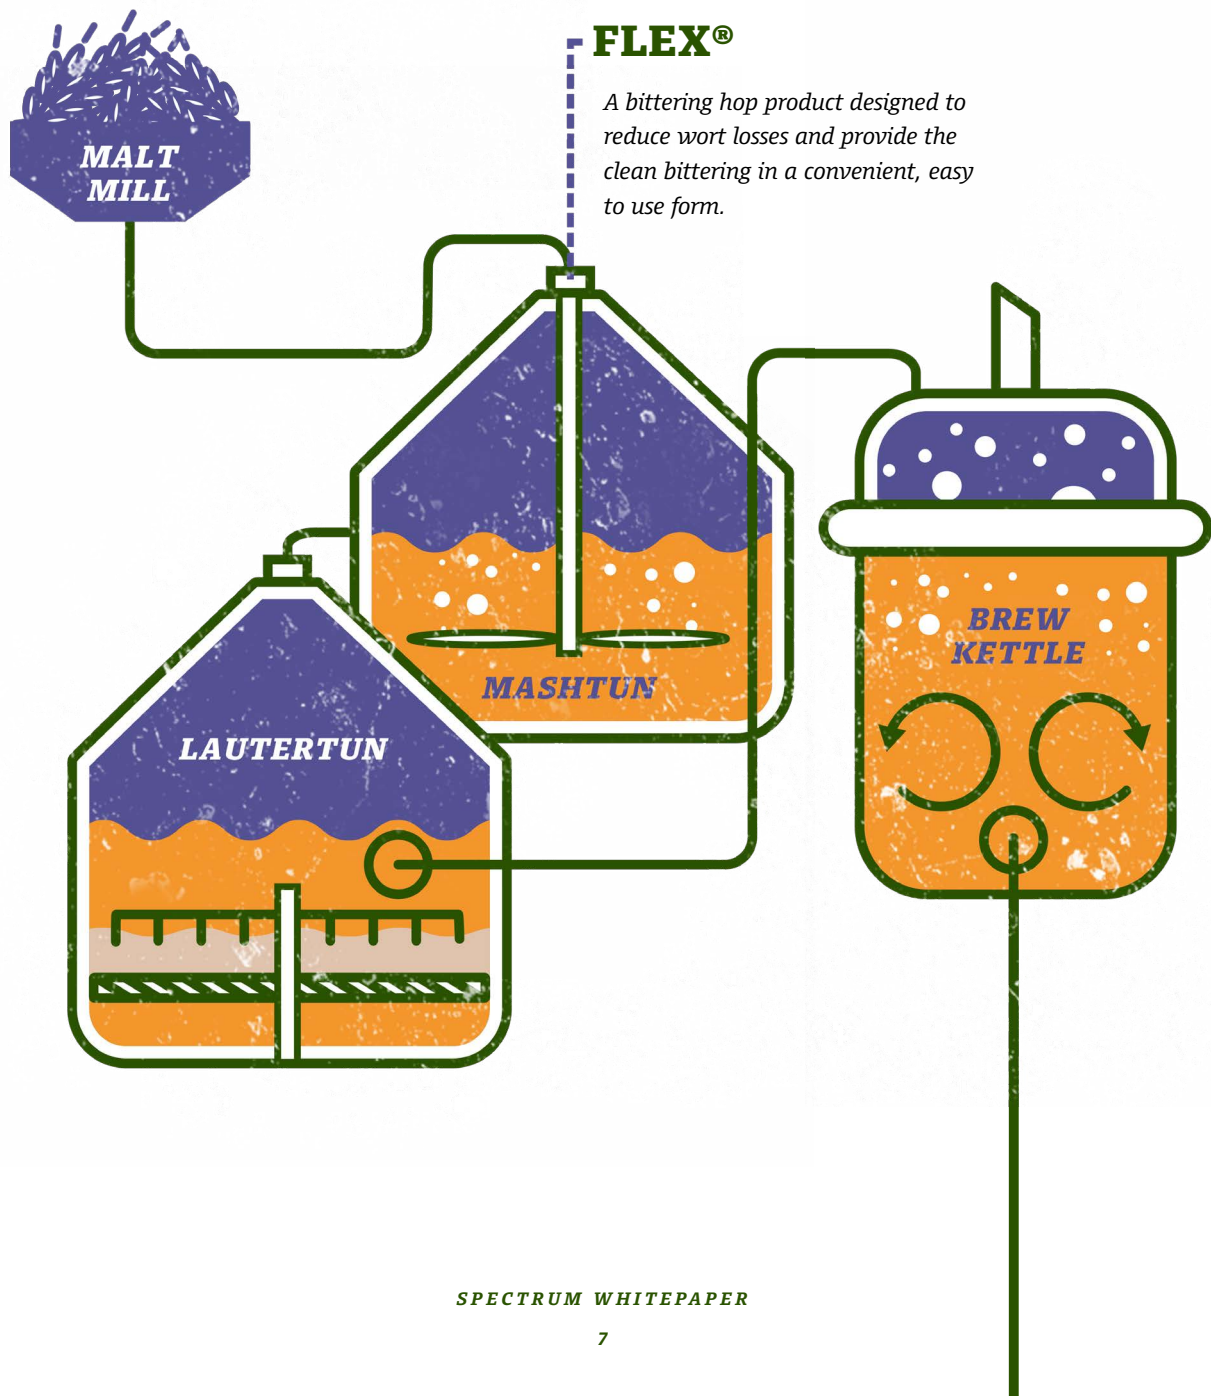 FLEX®
A bittering hop product designed to
reduce wort losses and provide the
clean bittering in a convenient, easy
to use form.
MALT
MILL
BREW
KETTLE
MASHTUN
LAUTERTUN
SPECTRUM WHITEPAPER
7